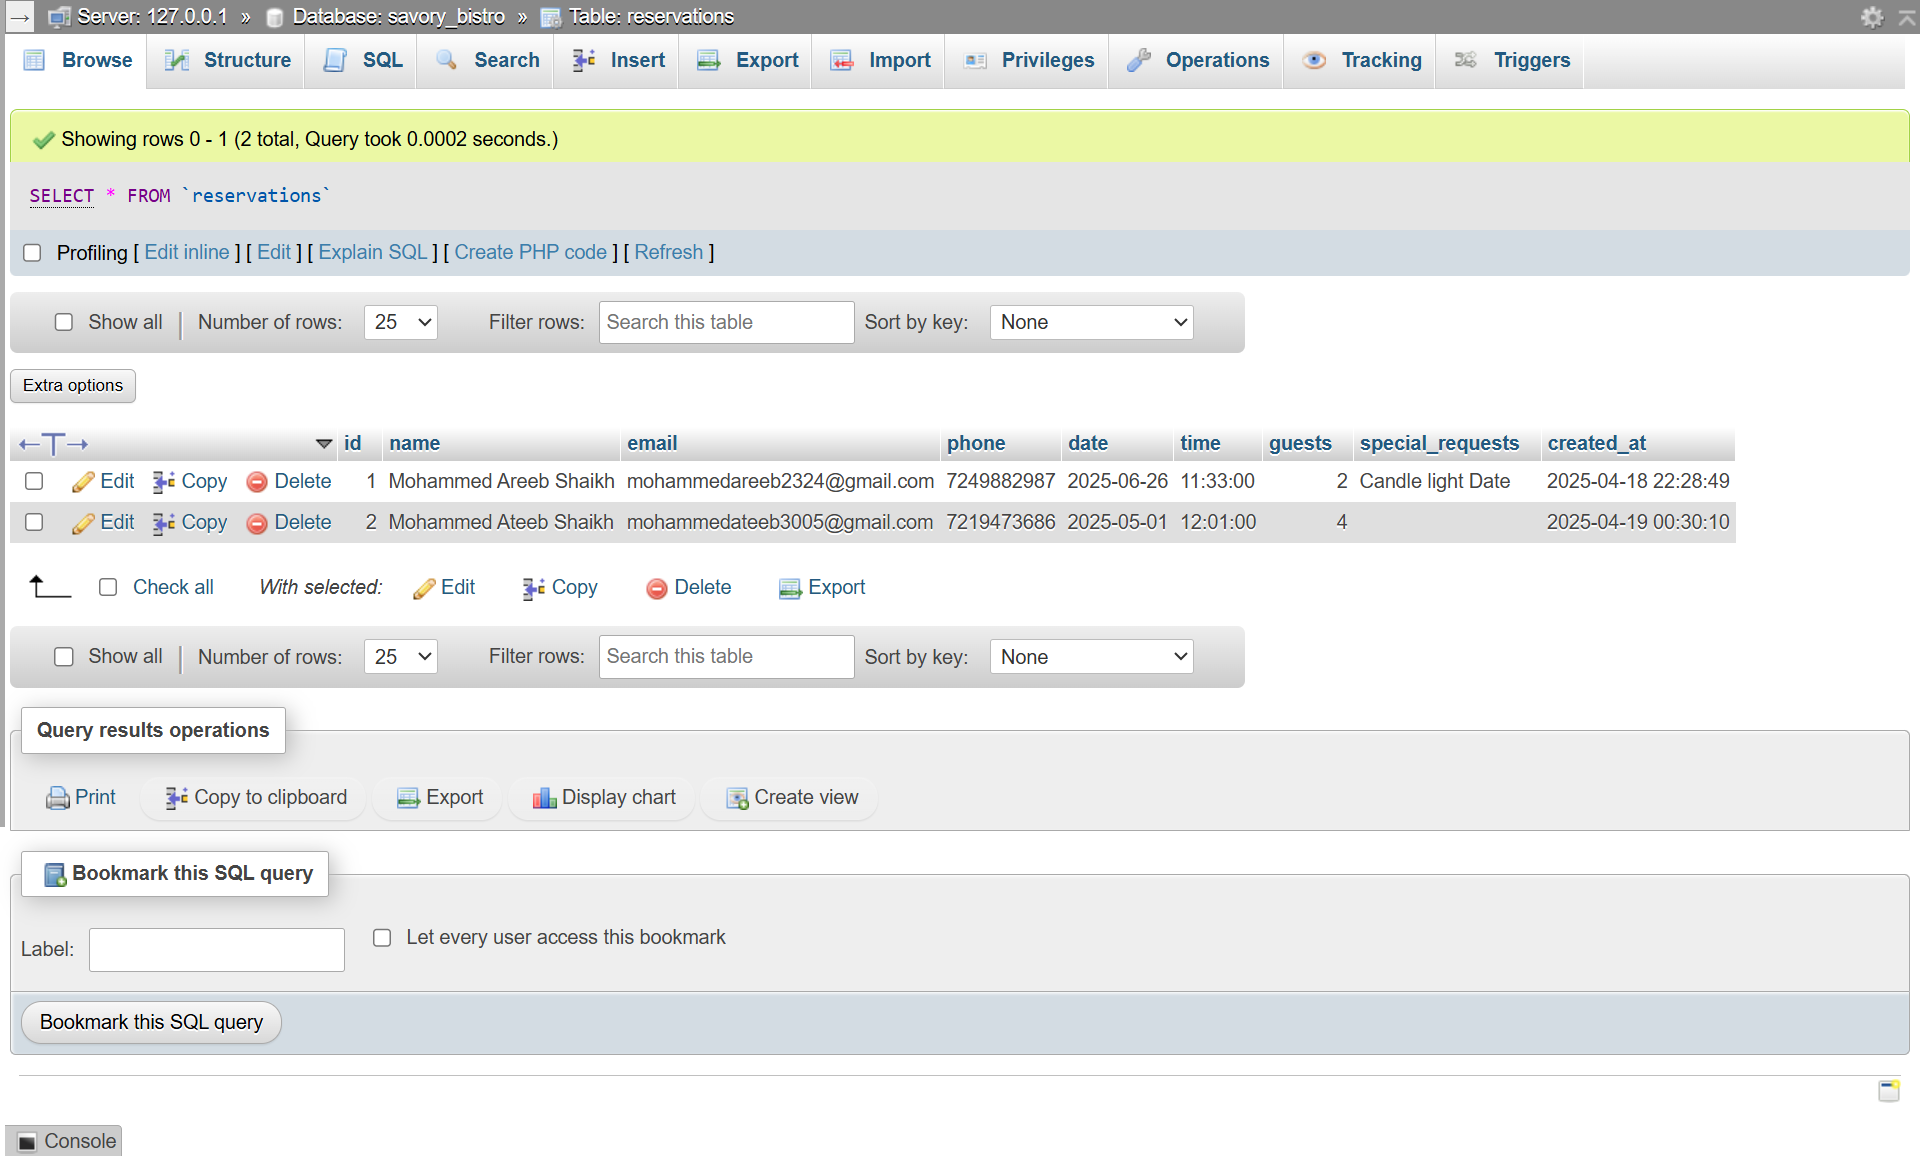 Server: 127.0.0.1 » Database: savory_bistro » Table: reservations
Browse Structure SQL Search Insert Export Import Privileges Operations Tracking Triggers
Showing rows 0 - 1 (2 total, Query took 0.0002 seconds.)
SELECT * FROM `reservations`
Profiling [ Edit inline ] [ Edit ] [ Explain SQL ] [ Create PHP code ] [ Refresh ]
Show all | Number of rows: 25 Filter rows: Search this table Sort by key: None
Extra options
←T→ id name email phone date time guests special_requests created_at
Edit Copy Delete 1 Mohammed Areeb Shaikh mohammedareeb2324@gmail.com 7249882987 2025-06-26 11:33:00 2 Candle light Date 2025-04-18 22:28:49
Edit Copy Delete 2 Mohammed Ateeb Shaikh mohammedateeb3005@gmail.com 7219473686 2025-05-01 12:01:00 4 2025-04-19 00:30:10
Check all With selected: Edit Copy Delete Export
Show all | Number of rows: 25 Filter rows: Search this table Sort by key: None
Query results operations
Print Copy to clipboard Export Display chart Create view
Bookmark this SQL query
Label: Let every user access this bookmark
Bookmark this SQL query
Console